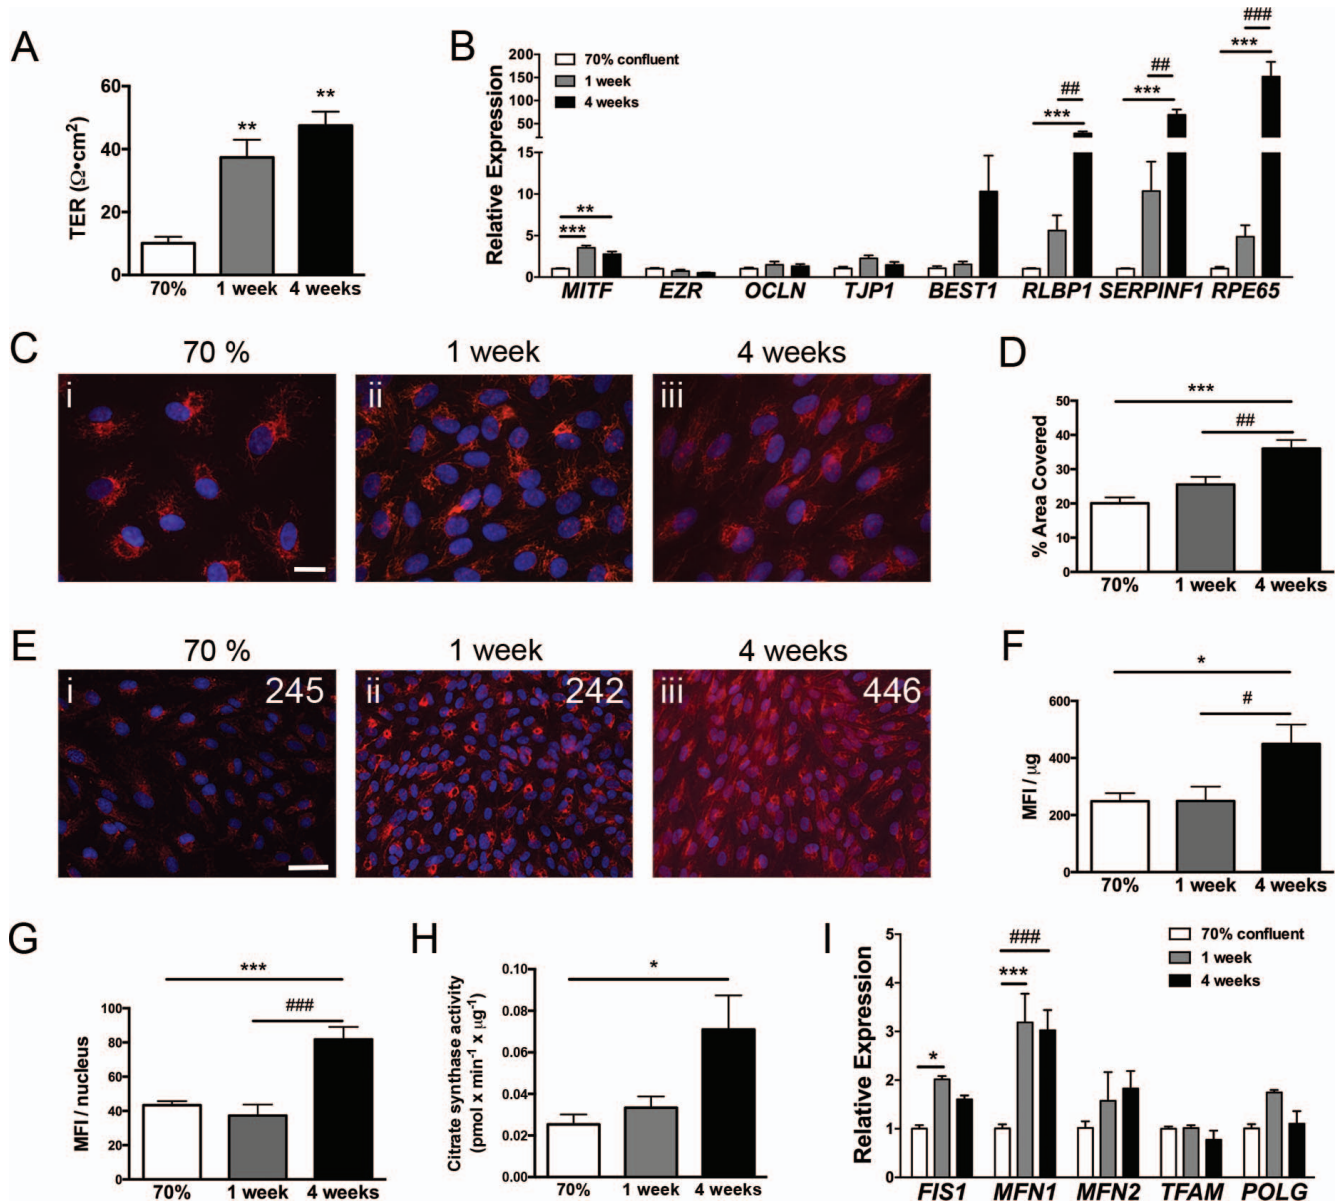 A
TER (Ω•cm²)
60
40
20
0
**
**
70%
1 week
4 weeks
B
Relative Expression
200
150
100
50
15
10
5
0
70% confluent
1 week
4 weeks
**
***
##
***
##
***
###
***
MITF
EZR
OCLN
TJP1
BEST1
RLBP1
SERPINF1
RPE65
C
70 %
1 week
4 weeks
i
ii
iii
D
% Area Covered
50
40
30
20
10
0
***
##
70%
1 week
4 weeks
E
70 %
1 week
4 weeks
i
245
ii
242
iii
446
F
MFI / µg
600
400
200
0
*
#
70%
1 week
4 weeks
G
MFI / nucleus
100
80
60
40
20
0
***
###
70%
1 week
4 weeks
H
Citrate synthase activity
(pmol x min⁻¹ x µg⁻¹)
0.10
0.08
0.06
0.04
0.02
0.00
*
70%
1 week
4 weeks
I
Relative Expression
5
4
3
2
1
0
70% confluent
1 week
4 weeks
*
###
***
FIS1
MFN1
MFN2
TFAM
POLG